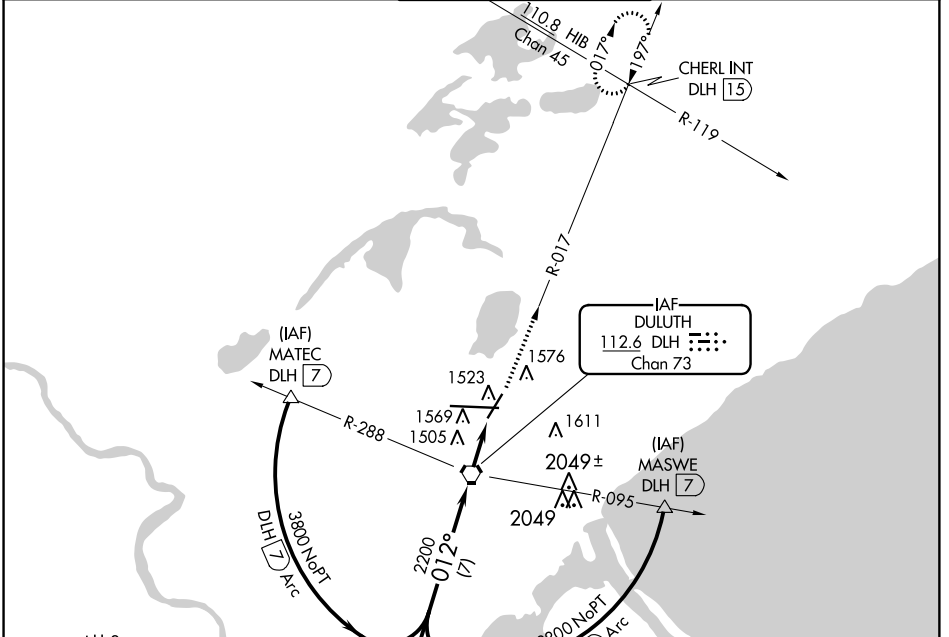 110.8 HIB
Chan 45
017°
197°
CHERL INT
DLH 15
R-119
R-017
IAF
DULUTH
112.6 DLH
Chan 73
(IAF)
MATEC
DLH 7
R-288
1523
1576
1569
1505
1611
2049±
2049
R-095
(IAF)
MASWE
DLH 7
3800 NoPT
DLH 7 Arc
2200
012°
(7)
NoPT
Arc